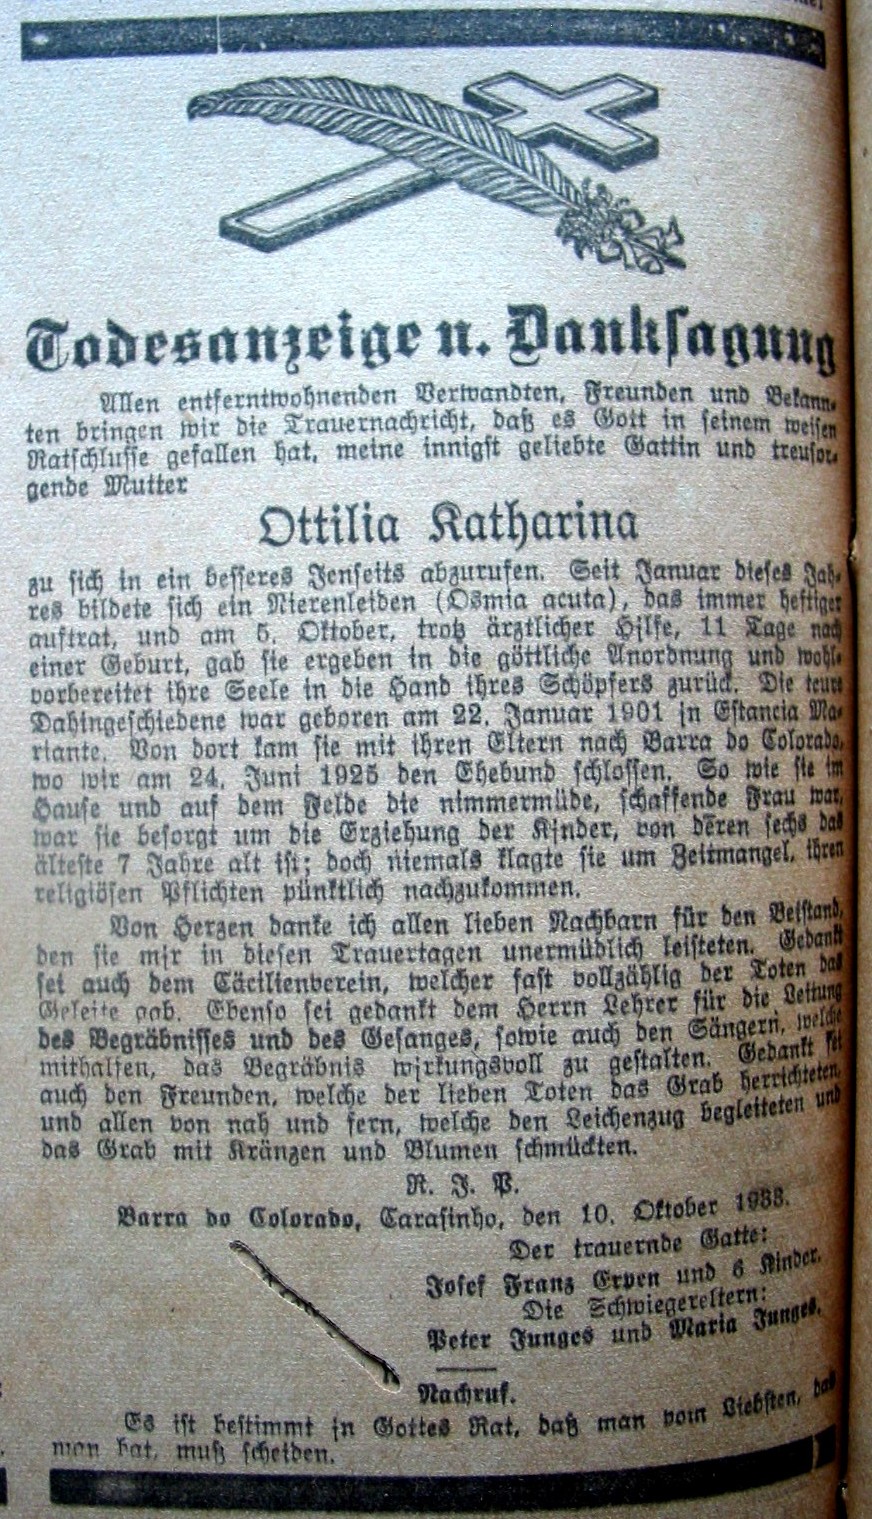 Todesanzeige u. Danksagung
Allen entferntwohnenden Verwandten, Freunden und Bekann-
ten bringen wir die Trauernachricht, daß es Gott in seinem weisen
Ratschlusse gefallen hat, meine innigst geliebte Gattin und treusor-
gende Mutter
Ottilia Katharina
zu sich in ein besseres Jenseits abzurufen. Seit Januar dieses Jah-
res bildete sich ein Nierenleiden (Osmia acuta), das immer heftiger
auftrat, und am 5. Oktober, trotz ärztlicher Hilfe, 11 Tage nach
einer Geburt, gab sie ergeben in die göttliche Anordnung und wohl-
vorbereitet ihre Seele in die Hand ihres Schöpfers zurück. Die teure
Dahingeschiedene war geboren am 22. Januar 1901 in Estancia Ma-
riante. Von dort kam sie mit ihren Eltern nach Barra do Colorado,
wo wir am 24. Juni 1925 den Ehebund schlossen. So wie sie im
Hause und auf dem Felde die nimmermüde, schaffende Frau war,
war sie besorgt um die Erziehung der Kinder, von deren sechs das
älteste 7 Jahre alt ist; doch niemals klagte sie um Zeitmangel, ihren
religiösen Pflichten pünktlich nachzukommen.
Von Herzen danke ich allen lieben Nachbarn für den Beistand,
den sie mir in diesen Trauertagen unermüdlich leisteten. Gedankt
sei auch dem Cäcilienverein, welcher fast vollzählig der Toten das
Geleite gab. Ebenso sei gedankt dem Herrn Lehrer für die Leitung
des Begräbnisses und des Gesanges, sowie auch den Sängern, welche
mithalfen, das Begräbnis wirkungsvoll zu gestalten. Gedankt sei
auch den Freunden, welche der lieben Toten das Grab herrichteten,
und allen von nah und fern, welche den Leichenzug begleiteten und
das Grab mit Kränzen und Blumen schmückten.
R. I. P.
Barra do Colorado, Carasinho, den 10. Oktober 1933.
Der trauernde Gatte:
Josef Franz Erpen und 6 Kinder.
Die Schwiegereltern:
Peter Junges und Maria Junges.
Nachruf.
Es ist bestimmt in Gottes Rat, daß man vom Liebsten, das
man hat, muß scheiden.